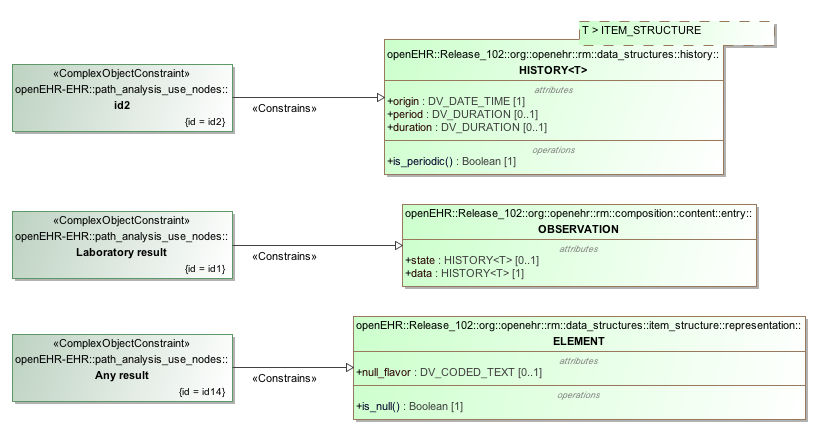 T > ITEM_STRUCTURE
«ComplexObjectConstraint»
openEHR-EHR::path_analysis_use_nodes::
id2
{id = id2}
«Constrains»
openEHR::Release_102::org::openehr::rm::data_structures::history::
HISTORY<T>
attributes
+origin : DV_DATE_TIME [1]
+period : DV_DURATION [0..1]
+duration : DV_DURATION [0..1]
operations
+is_periodic() : Boolean [1]
«ComplexObjectConstraint»
openEHR-EHR::path_analysis_use_nodes::
Laboratory result
{id = id1}
«Constrains»
openEHR::Release_102::org::openehr::rm::composition::content::entry::
OBSERVATION
attributes
+state : HISTORY<T> [0..1]
+data : HISTORY<T> [1]
«ComplexObjectConstraint»
openEHR-EHR::path_analysis_use_nodes::
Any result
{id = id14}
«Constrains»
openEHR::Release_102::org::openehr::rm::data_structures::item_structure::representation::
ELEMENT
attributes
+null_flavor : DV_CODED_TEXT [0..1]
operations
+is_null() : Boolean [1]